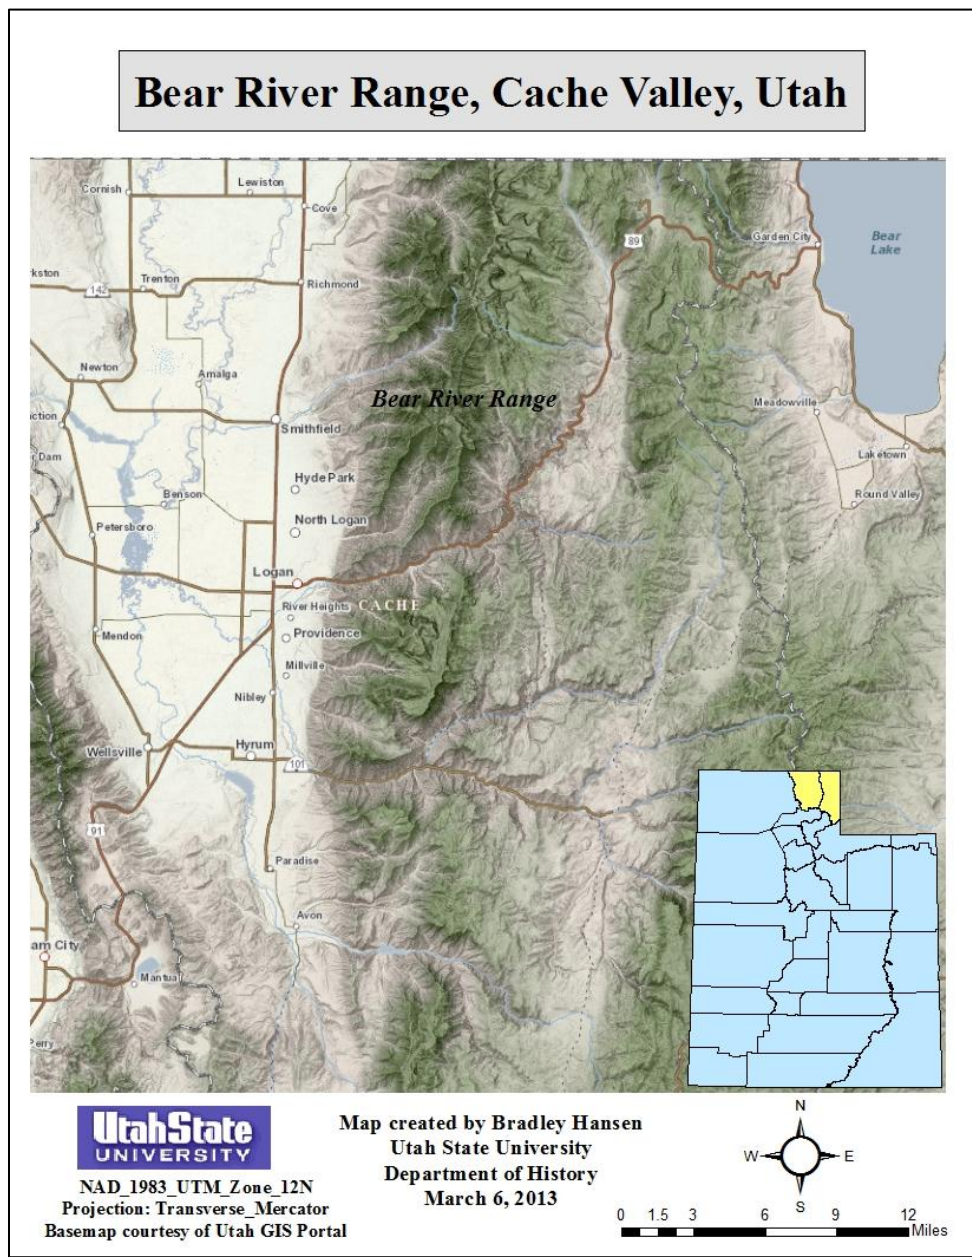 Bear River Range, Cache Valley, Utah
Cornish
Lewiston
Cove
Garden City
Bear
Lake
89
rkston
Trenton
142
Richmond
Newton
Amalga
Bear River Range
Meadowville
ction
Smithfield
Laketown
er Dam
Hyde Park
Benson
Round Valley
Petersboro
North Logan
Logan
River Heights
CACHE
Mendon
Providence
Millville
Nibley
Wellsville
Hyrum
101
91
Paradise
Avon
am City
Mantua
Perry
UtahState
UNIVERSITY
NAD_1983_UTM_Zone_12N
Projection: Transverse_Mercator
Basemap courtesy of Utah GIS Portal
Map created by Bradley Hansen
Utah State University
Department of History
March 6, 2013
N
W E
S
0 1.5 3 6 9 12
Miles